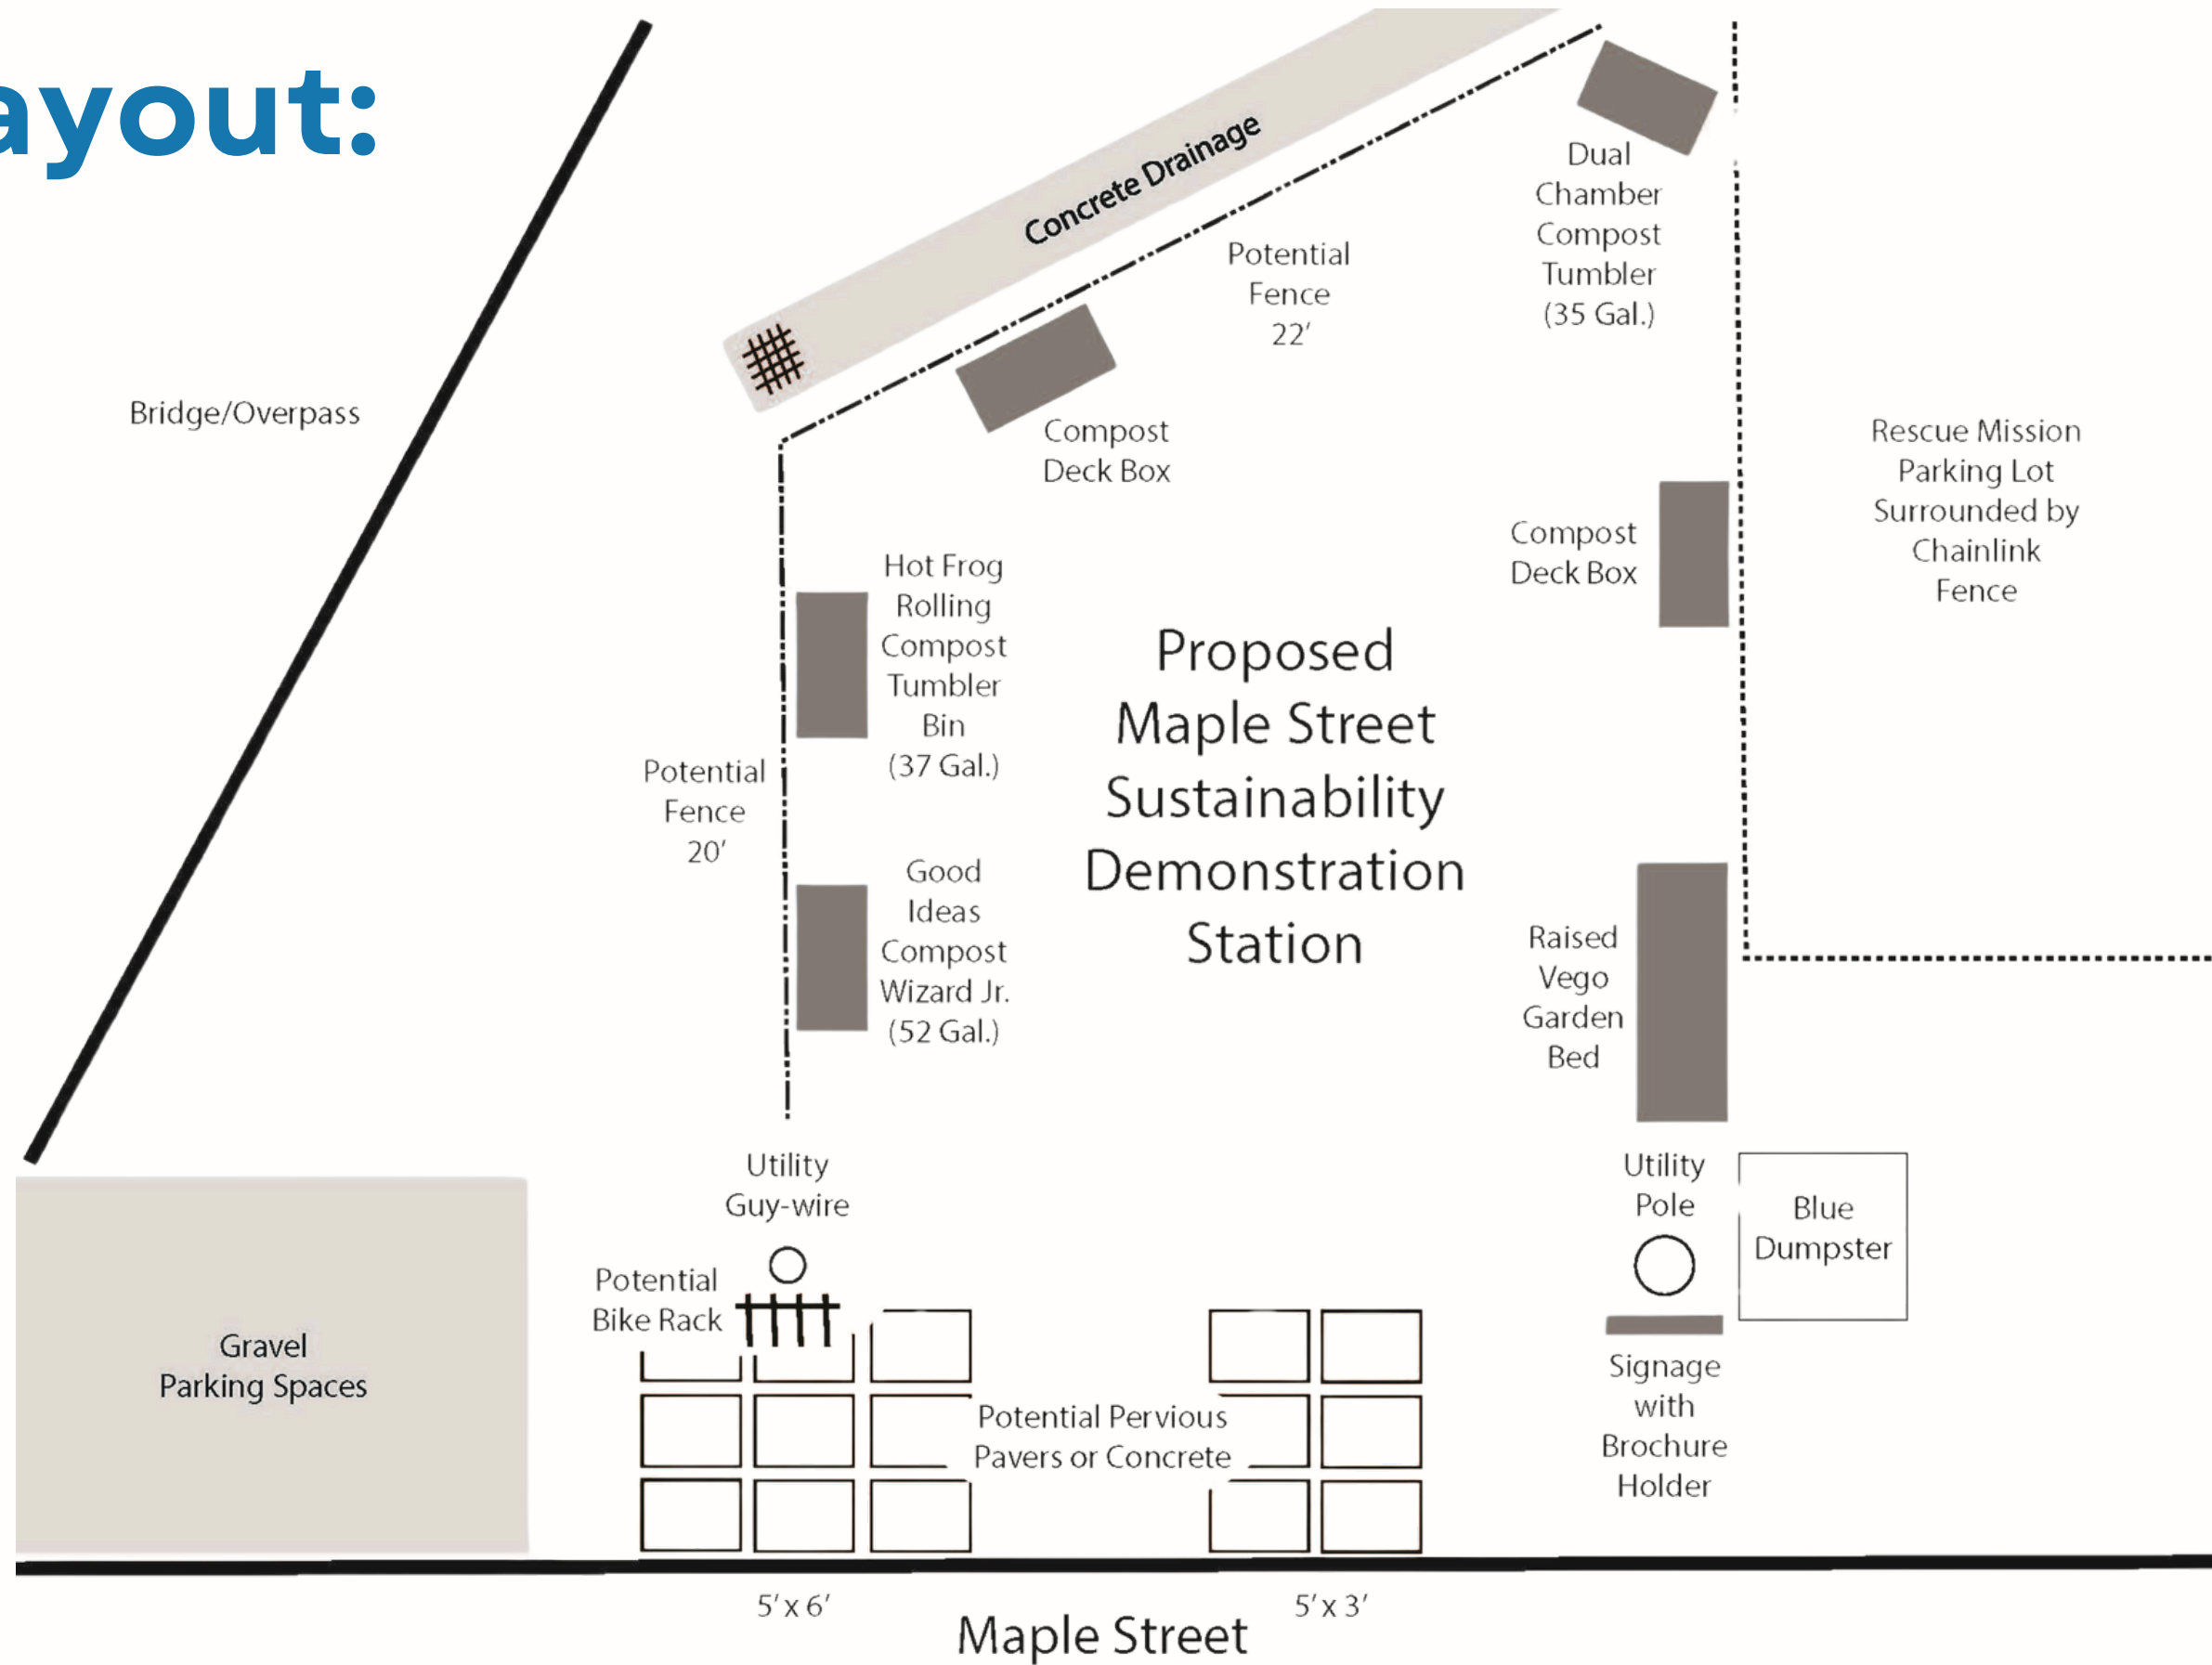 ayout:
Concrete Drainage
Dual
Chamber
Compost
Tumbler
(35 Gal.)
Potential
Fence
22'
Bridge/Overpass
Compost
Deck Box
Rescue Mission
Parking Lot
Surrounded by
Chainlink
Fence
Compost
Deck Box
Hot Frog
Rolling
Compost
Tumbler
Bin
(37 Gal.)
Proposed
Maple Street
Sustainability
Demonstration
Station
Potential
Fence
20'
Good
Ideas
Compost
Wizard Jr.
(52 Gal.)
Raised
Vego
Garden
Bed
Utility
Guy-wire
Utility
Pole
Blue
Dumpster
Potential
Bike Rack
Gravel
Parking Spaces
Potential Pervious
Pavers or Concrete
Signage
with
Brochure
Holder
5' x 6'
5' x 3'
Maple Street